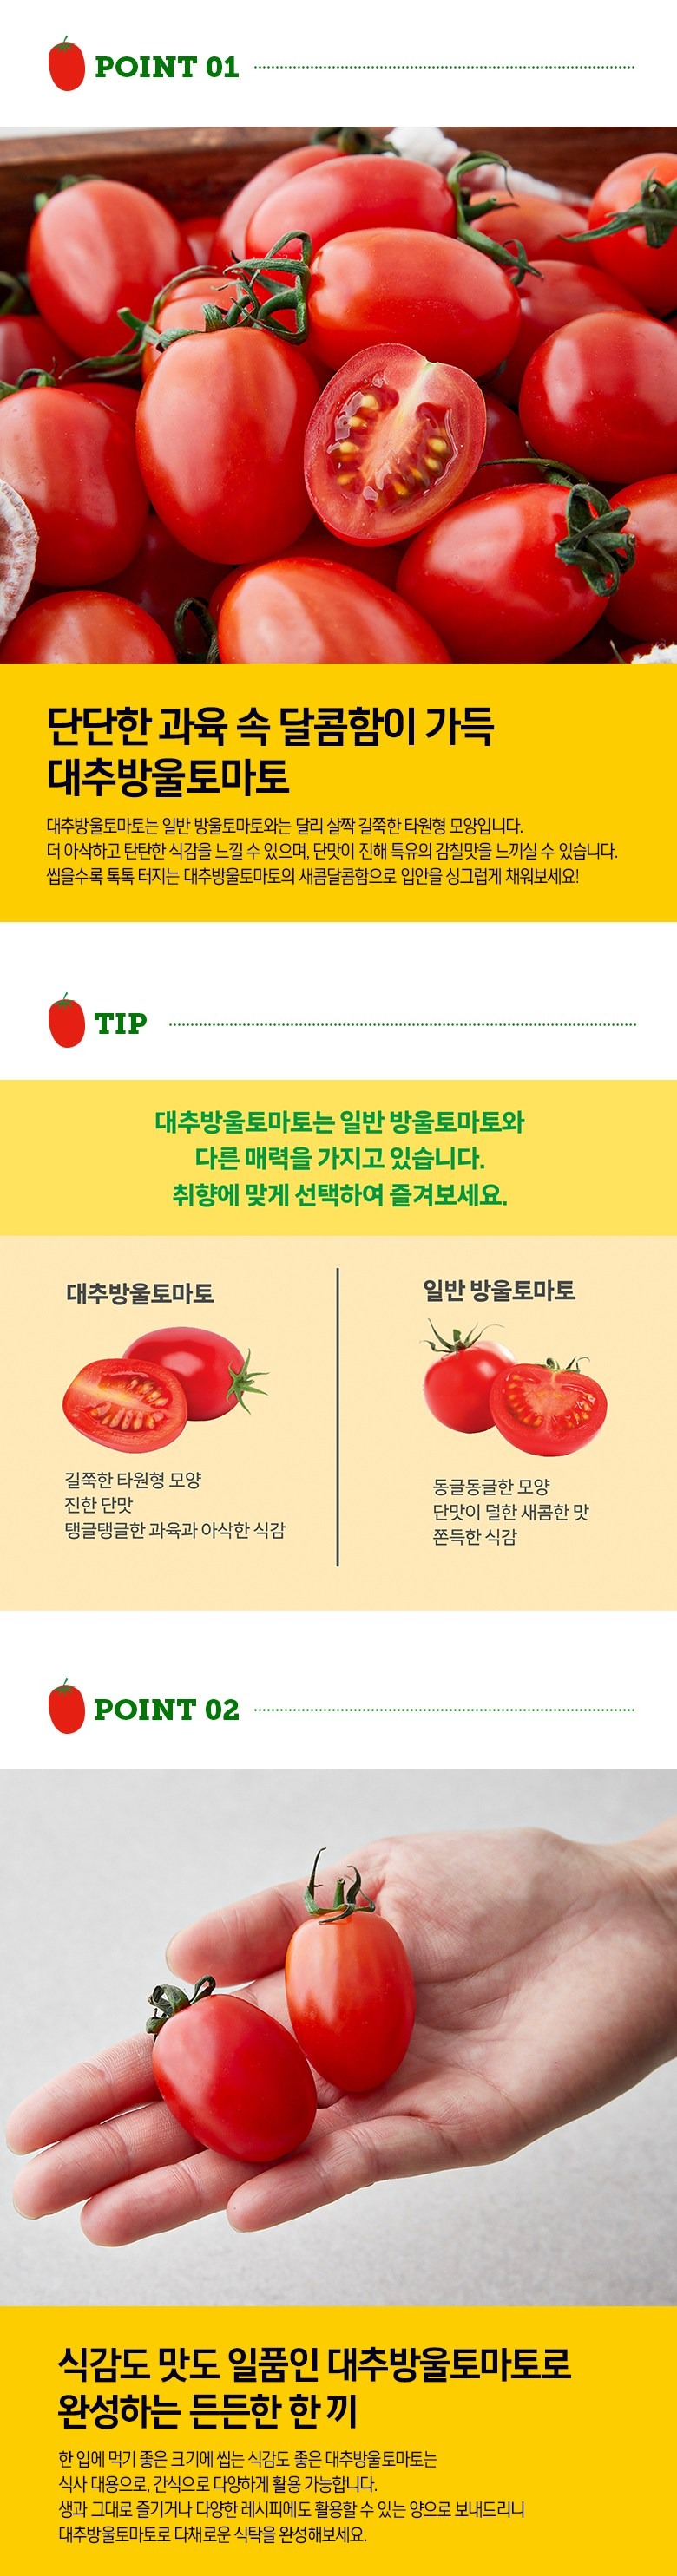 POINT 01
단단한 과육 속 달콤함이 가득
대추방울토마토
대추방울토마토는 일반 방울토마토와는 달리 살짝 길쭉한 타원형 모양입니다.
더 아삭하고 탄탄한 식감을 느낄 수 있으며, 단맛이 진해 특유의 감칠맛을 느끼실 수 있습니다.
씹을수록 톡톡 터지는 대추방울토마토의 새콤달콤함으로 입안을 싱그럽게 채워보세요!
TIP
대추방울토마토는 일반 방울토마토와
다른 매력을 가지고 있습니다.
취향에 맞게 선택하여 즐겨보세요.
대추방울토마토
길쭉한 타원형 모양
진한 단맛
탱글탱글한 과육과 아삭한 식감
일반 방울토마토
동글동글한 모양
단맛이 덜한 새콤한 맛
쫀득한 식감
POINT 02
식감도 맛도 일품인 대추방울토마토로
완성하는 든든한 한 끼
한 입에 먹기 좋은 크기에 씹는 식감도 좋은 대추방울토마토는
식사 대용으로, 간식으로 다양하게 활용 가능합니다.
생과 그대로 즐기거나 다양한 레시피에도 활용할 수 있는 양으로 보내드리니
대추방울토마토로 다채로운 식탁을 완성해보세요.